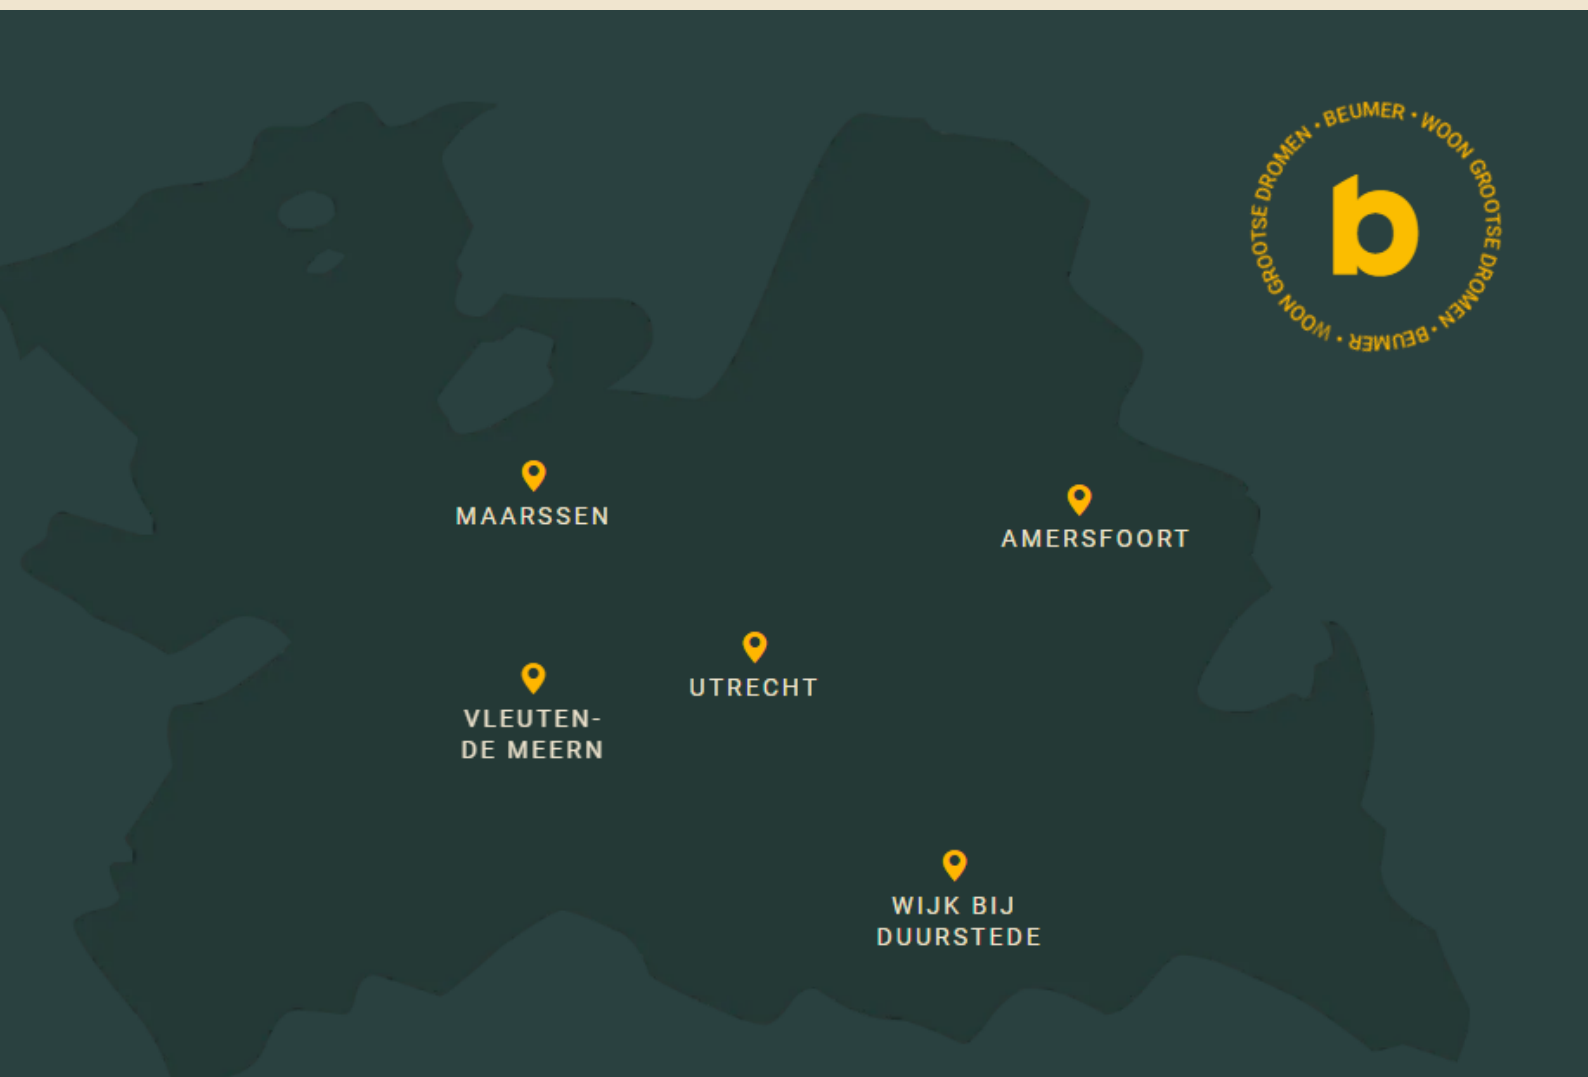 BEUMER • WOON GROOTSE DROMEN • BEUMER • WOON GROOTSE DROMEN •
b
MAARSSEN
AMERSFOORT
UTRECHT
VLEUTEN-
DE MEERN
WIJK BIJ
DUURSTEDE